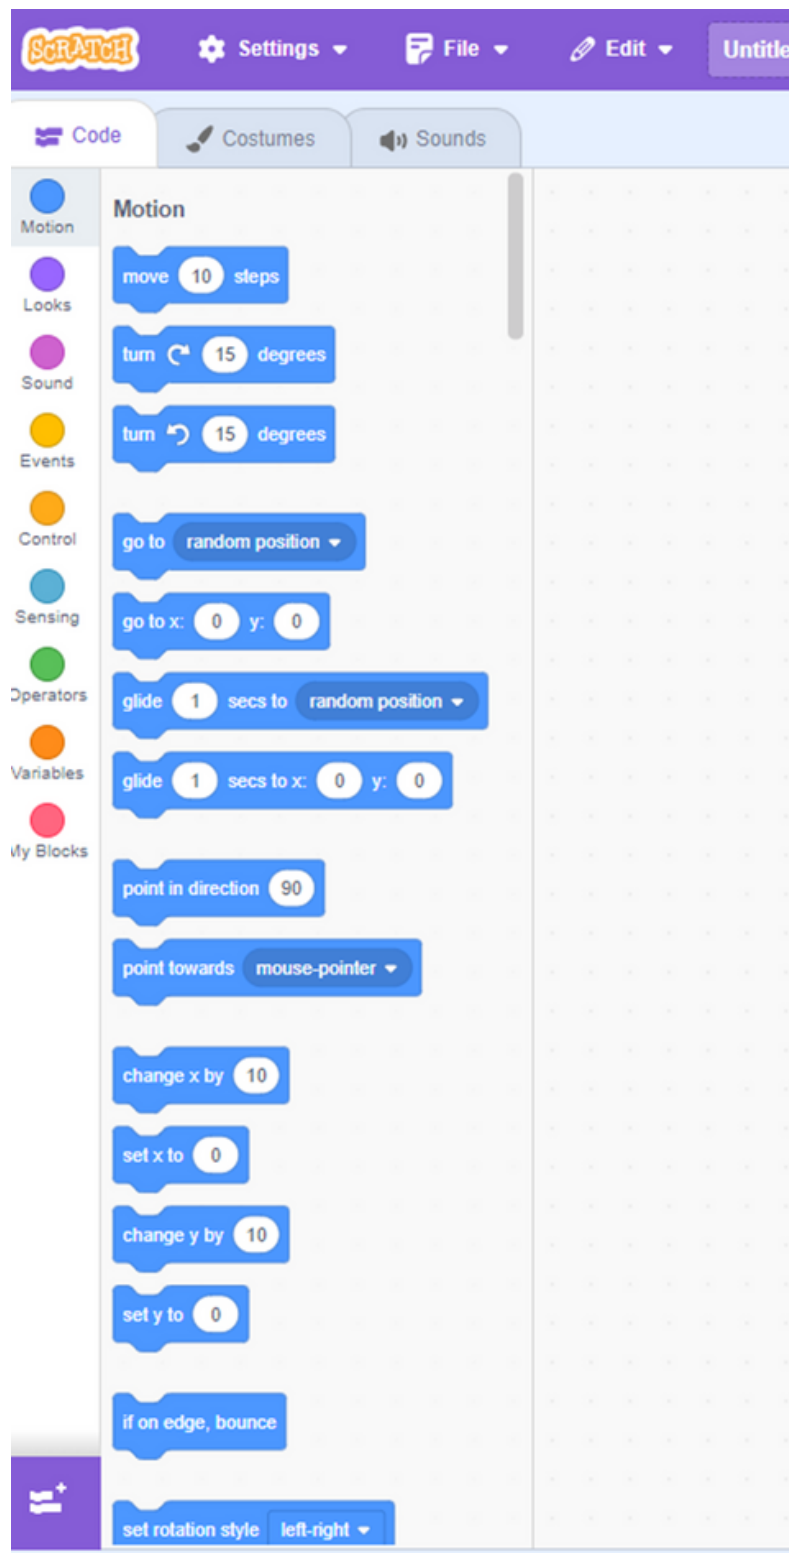 SCRATCH Settings File Edit Untitle
Code Costumes Sounds
Motion
Looks
Sound
Events
Control
Sensing
Operators
Variables
My Blocks
Motion
move 10 steps
turn 15 degrees
turn 15 degrees
go to random position
go to x: 0 y: 0
glide 1 secs to random position
glide 1 secs to x: 0 y: 0
point in direction 90
point towards mouse-pointer
change x by 10
set x to 0
change y by 10
set y to 0
if on edge, bounce
set rotation style left-right